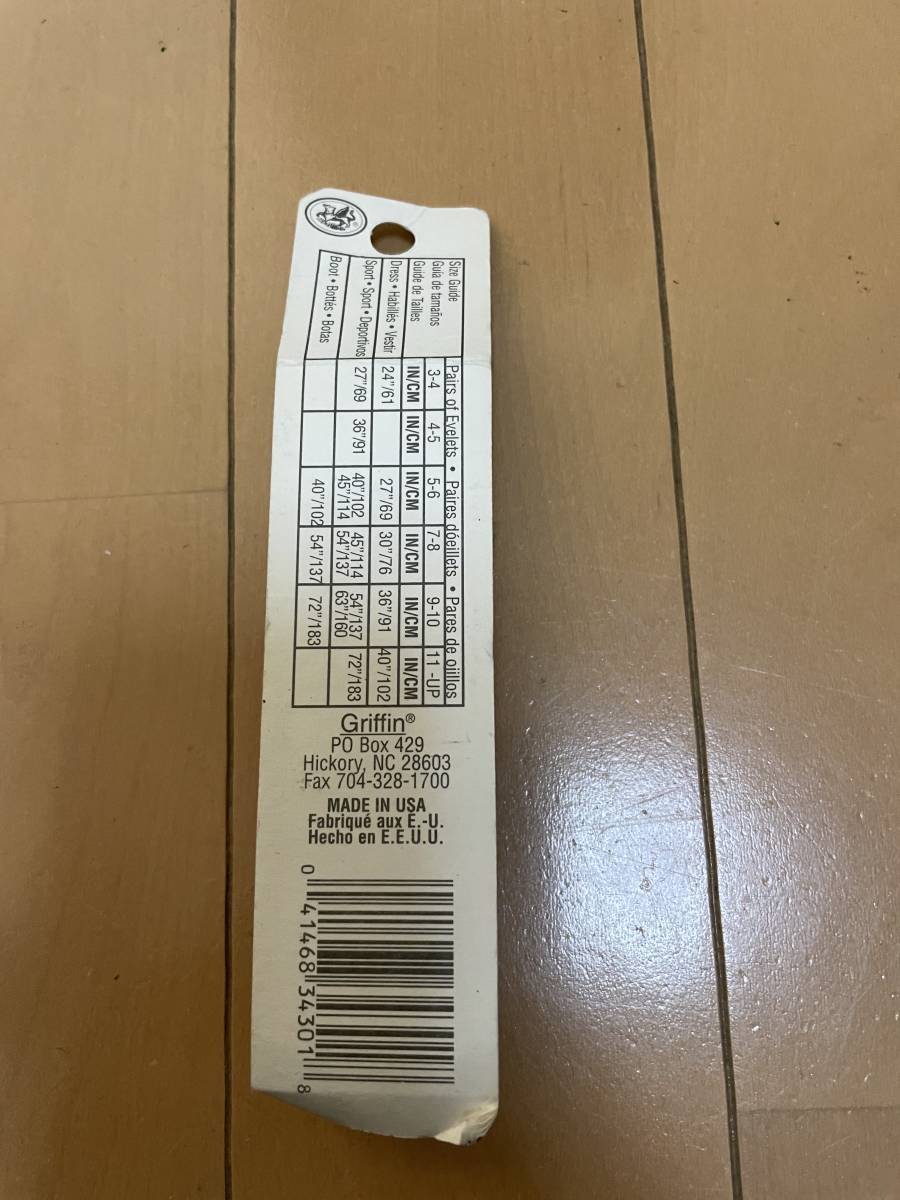 Size Guide
Guia de tamaños
Guide de Tailles
Pairs of Eyelets • Paires dóeillets • Pares de ojillos
3-4 4-5 5-6 7-8 9-10 11 -UP
IN/CM IN/CM IN/CM IN/CM IN/CM IN/CM
Dress • Habillés • Vestir 24"/61 27"/69 30"/76 36"/91 40"/102
Sport • Sport • Deportivos 27"/69 36"/91 40"/102 45"/114 54"/137 72"/183
45"/114 54"/137 63"/160
Boot • Bottés • Botas 40"/102 54"/137 72"/183
Griffin®
PO Box 429
Hickory, NC 28603
Fax 704-328-1700
MADE IN USA
Fabriqué aux É.-U.
Hecho en E.E.U.U.
0 41468 34301 8